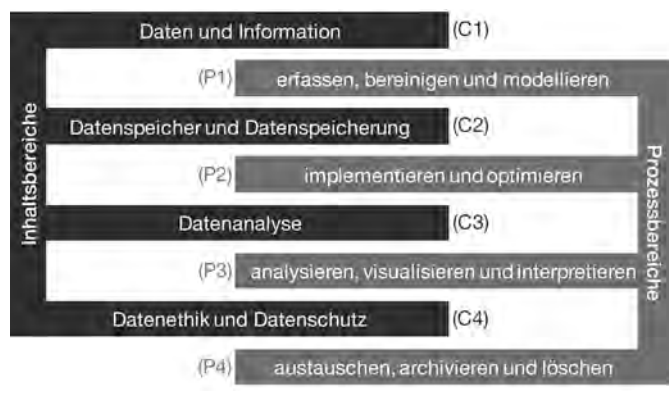 Daten und Information (C1)
(P1) erfassen, bereinigen und modellieren
Datenspeicher und Datenspeicherung (C2)
(P2) implementieren und optimieren
Datenanalyse (C3)
(P3) analysieren, visualisieren und interpretieren
Datenethik und Datenschutz (C4)
(P4) austauschen, archivieren und löschen
Inhaltsbereiche
Prozessbereiche